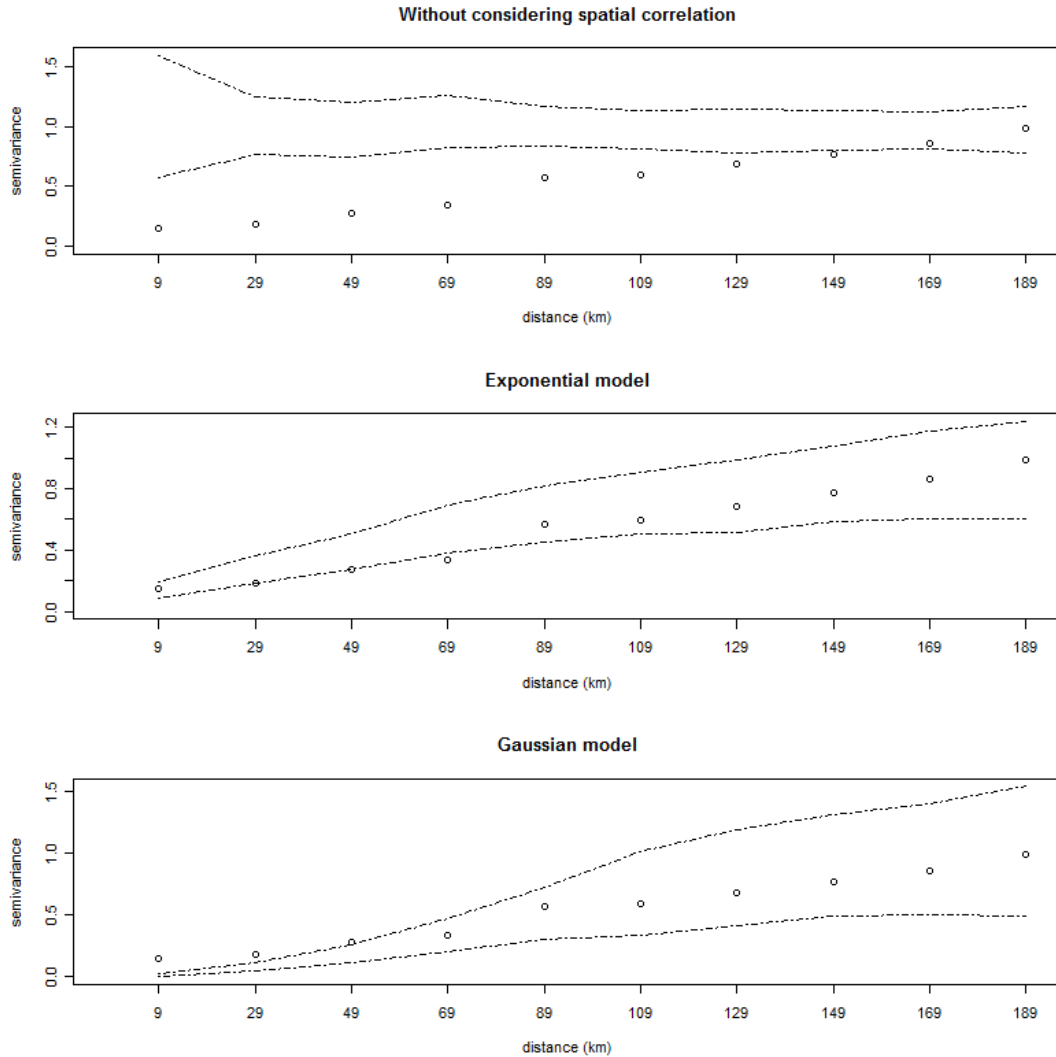 Without considering spatial correlation
semivariance
1.5
1.0
0.5
0.0
9 29 49 69 89 109 129 149 169 189
distance (km)
Exponential model
semivariance
1.2
0.8
0.4
0.0
9 29 49 69 89 109 129 149 169 189
distance (km)
Gaussian model
semivariance
1.5
1.0
0.5
0.0
9 29 49 69 89 109 129 149 169 189
distance (km)